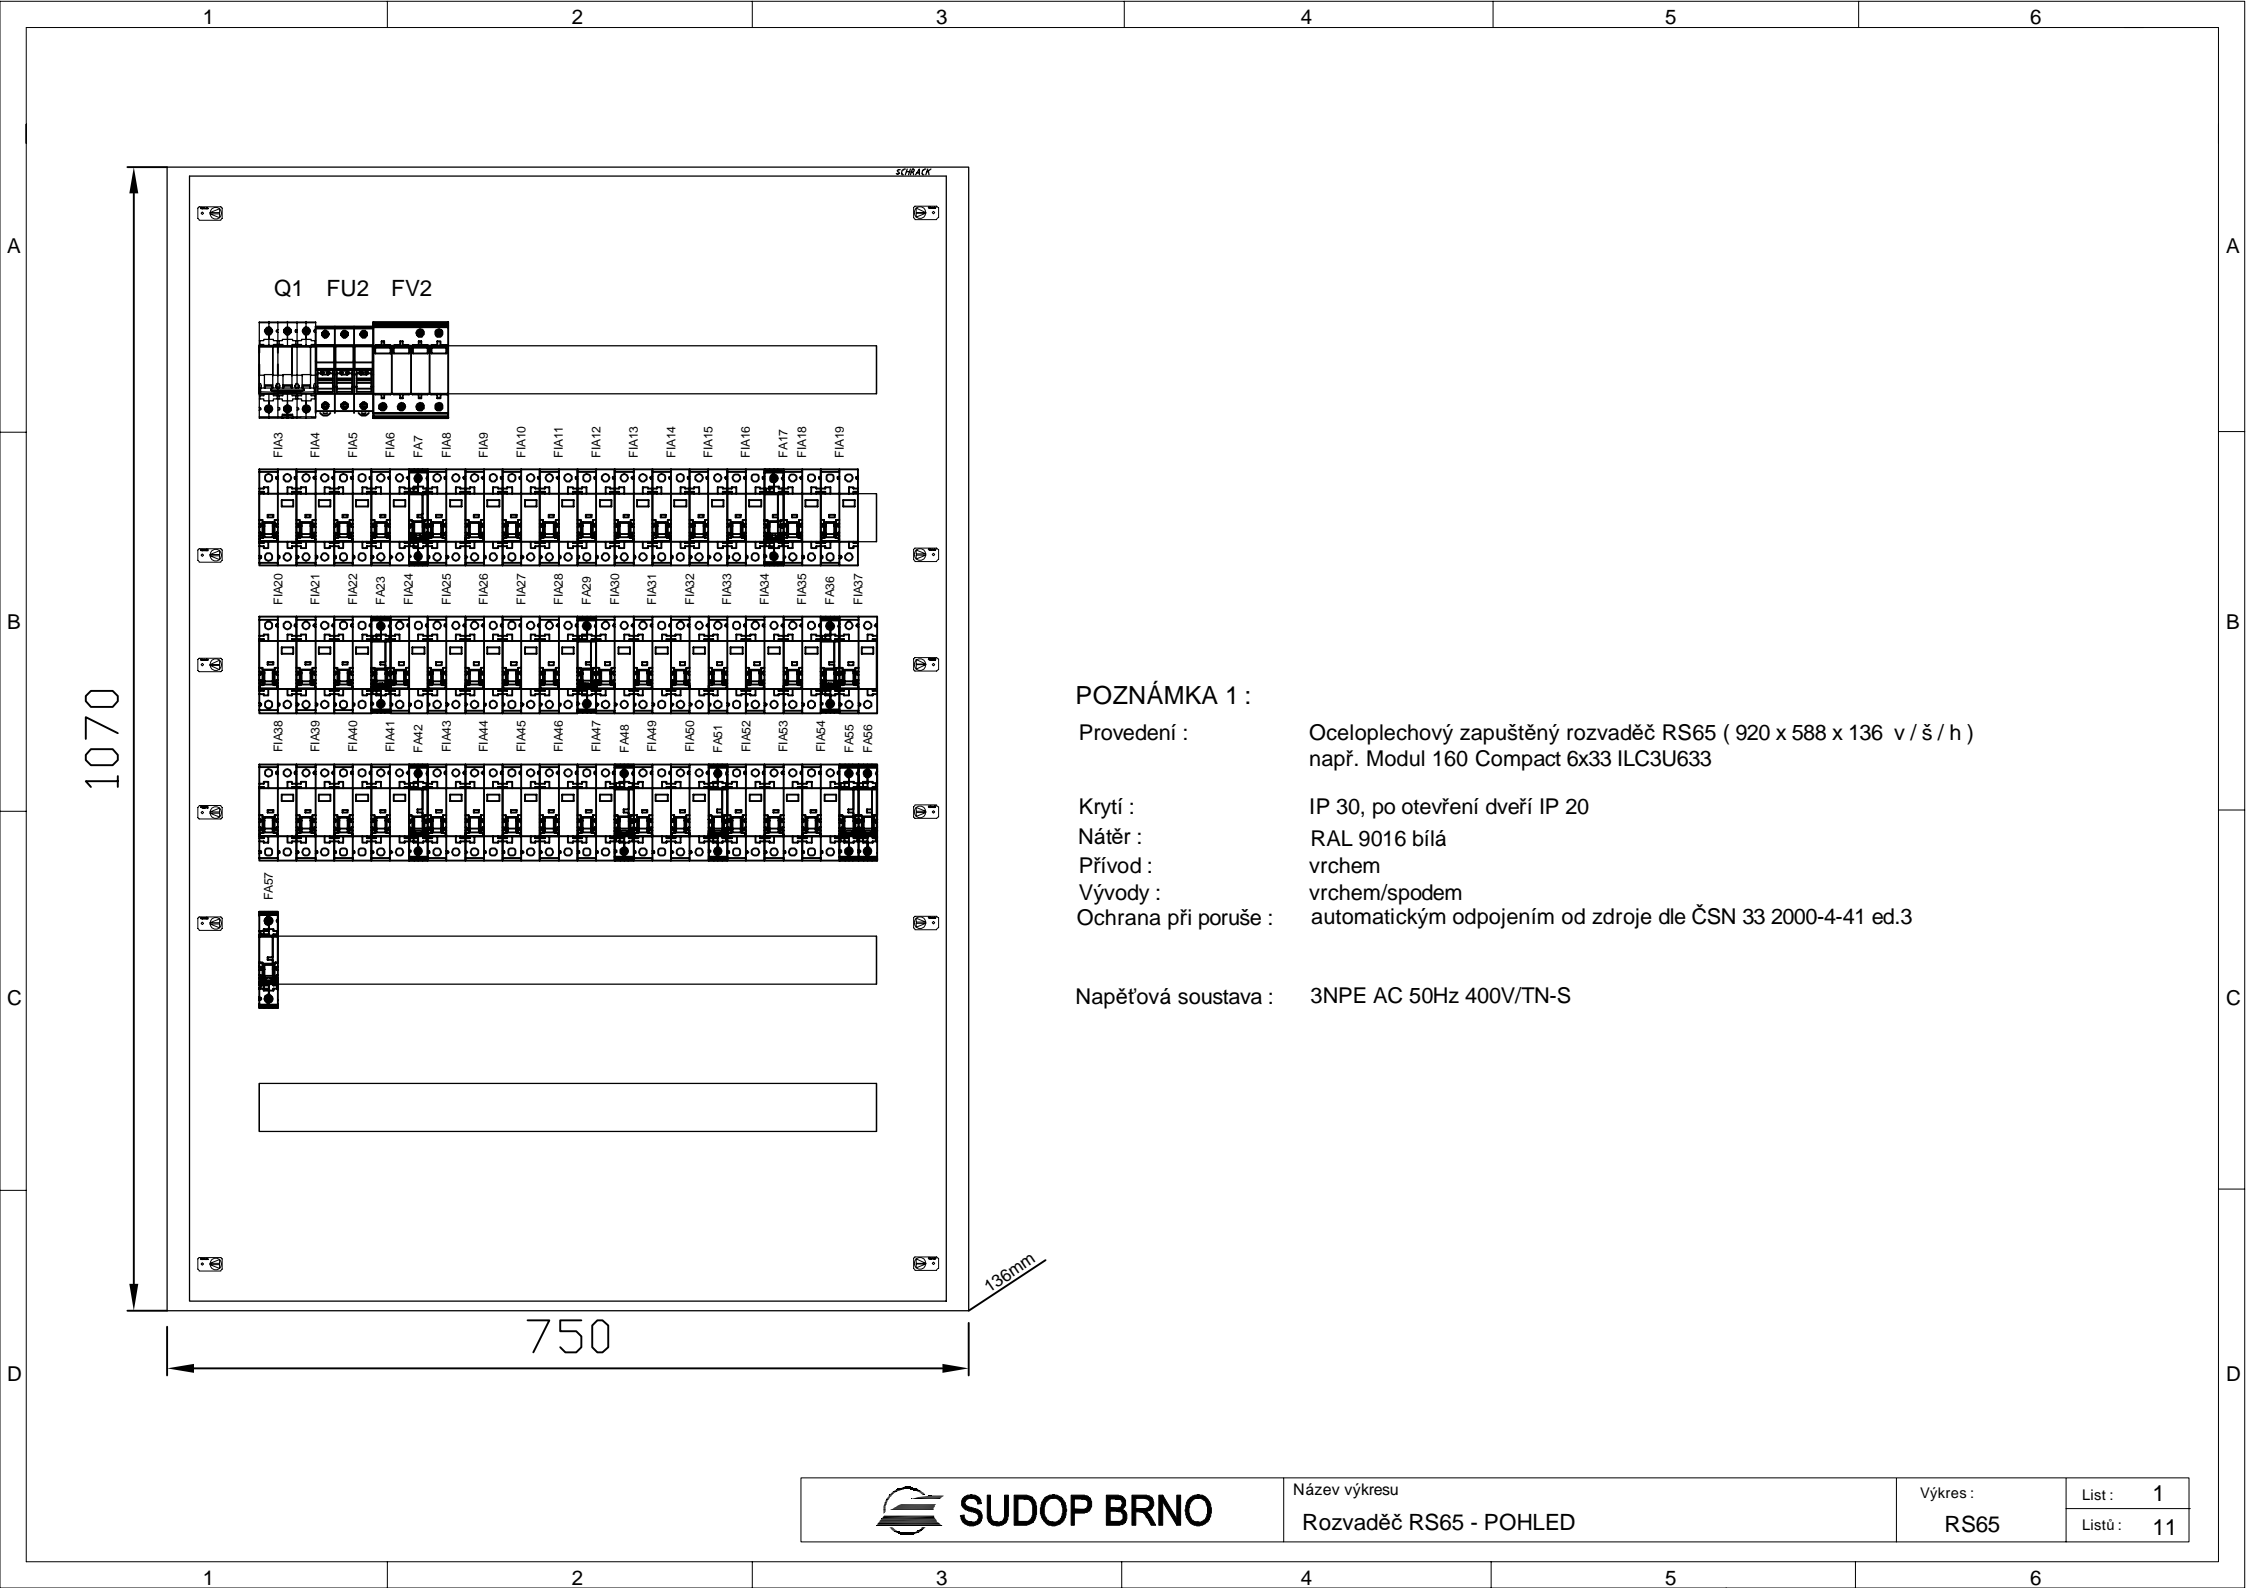 1 2 3 4 5 6
A A
B B
C C
D D
SCHRACK
Q1 FU2 FV2
FIA3 FIA4 FIA5 FIA6 FA7 FIA8 FIA9 FIA10 FIA11 FIA12 FIA13 FIA14 FIA15 FIA16 FA17 FIA18 FIA19
FIA20 FIA21 FIA22 FA23 FIA24 FIA25 FIA26 FIA27 FIA28 FA29 FIA30 FIA31 FIA32 FIA33 FIA34 FIA35 FA36 FIA37
FIA38 FIA39 FIA40 FIA41 FA42 FIA43 FIA44 FIA45 FIA46 FIA47 FA48 FIA49 FIA50 FA51 FIA52 FIA53 FIA54 FA55 FA56
FA57
1070
750
136mm
POZNÁMKA 1 :
Provedení : Oceloplechový zapuštěný rozvaděč RS65 ( 920 x 588 x 136 v / š / h )
např. Modul 160 Compact 6x33 ILC3U633
Krytí : IP 30, po otevření dveří IP 20
Nátěr : RAL 9016 bílá
Přívod : vrchem
Vývody : vrchem/spodem
Ochrana při poruše : automatickým odpojením od zdroje dle ČSN 33 2000-4-41 ed.3
Napěťová soustava : 3NPE AC 50Hz 400V/TN-S
SUDOP BRNO
Název výkresu
Rozvaděč RS65 - POHLED
Výkres :
RS65
List : 1
Listů : 11
1 2 3 4 5 6